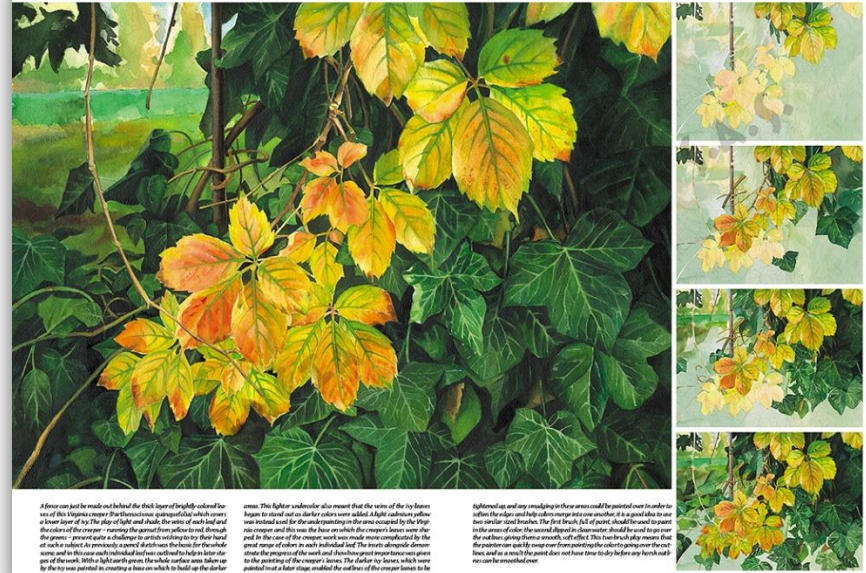 A fence can just be made out behind the thick layer of brightly colored lea-
ves of this Virginia creeper (Parthenocissus quinquefolia) which covers
a lower layer of ivy. The play of light and shade, the veins of each leaf and
the colors of the creeper – running the gamut from yellow to red, through
the greens – present quite a challenge to artists wishing to try their hand
at such a subject. As previously, a pencil sketch was the basis for the whole
scene, and in this case each individual leaf was outlined to help in later sta-
ges of the work. With a light earth green, the whole surface area taken up
by the ivy was painted in, creating a base on which to build up the darker
areas. This lighter undercolor also meant that the veins of the ivy leaves
began to stand out as darker colors were added. A light cadmium yellow
was instead used for the underpainting in the area occupied by the Virgi-
nia creeper, and this was the base on which the creeper's leaves were sha-
ped. In the case of the creeper, work was made more complicated by the
great range of colors in each individual leaf. The insets alongside demon-
strate the progress of the work and show how great importance was given
to the painting of the creeper's leaves. The darker ivy leaves, which were
painted in at a later stage, enabled the outlines of the creeper leaves to be
tightened up, and any smudging in these areas could be painted over. In order to
soften the edges and help colors merge into one another, it is a good idea to use
two similar sized brushes. The first brush, full of paint, should be used to paint
in the areas of color; the second, dipped in clean water, should be used to go over
the outlines, giving them a smooth, soft effect. This two-brush play means that
the painter can quickly swap over from painting the color to going over the out-
lines, and as a result the paint does not have time to dry before any harsh outli-
nes can be smoothed over.